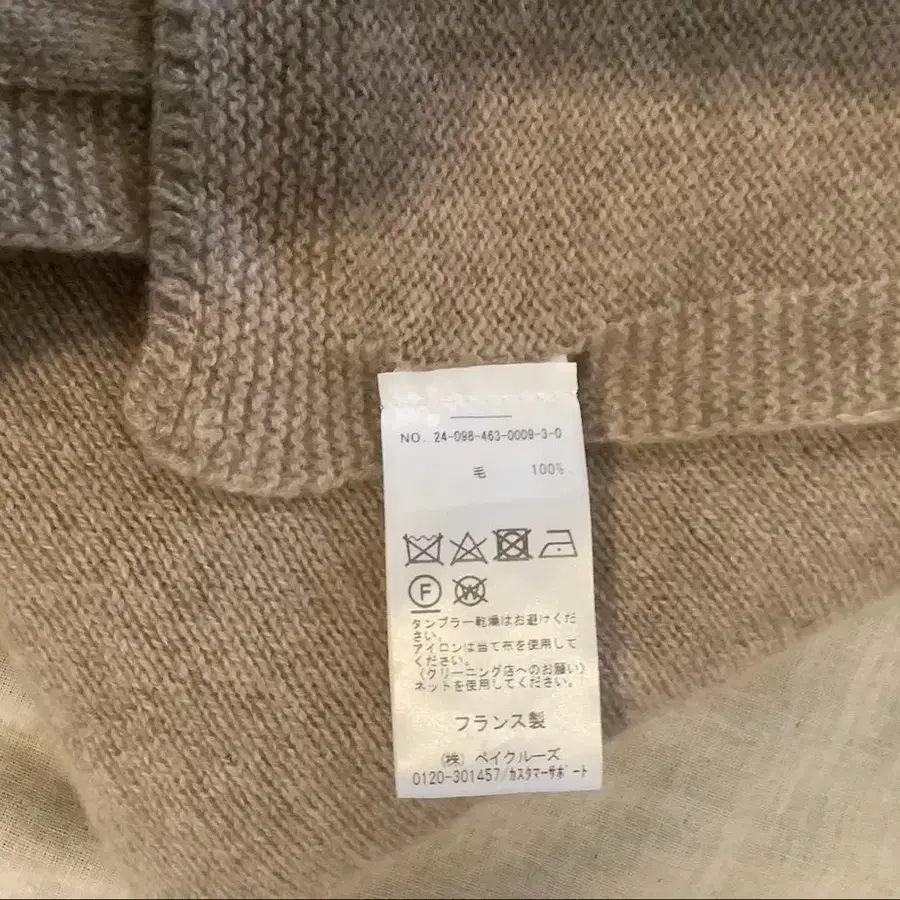 NO. 24-098-463-0009-3-0
毛 100%
F
W
タンブラー乾燥はお避けくだ
さい。
アイロンは当て布を使用して
ください。
〈クリーニング店へのお願い〉
ネットを使用してください。
フランス製
(株) ベイクルーズ
0120-301457/カスタマーサポート